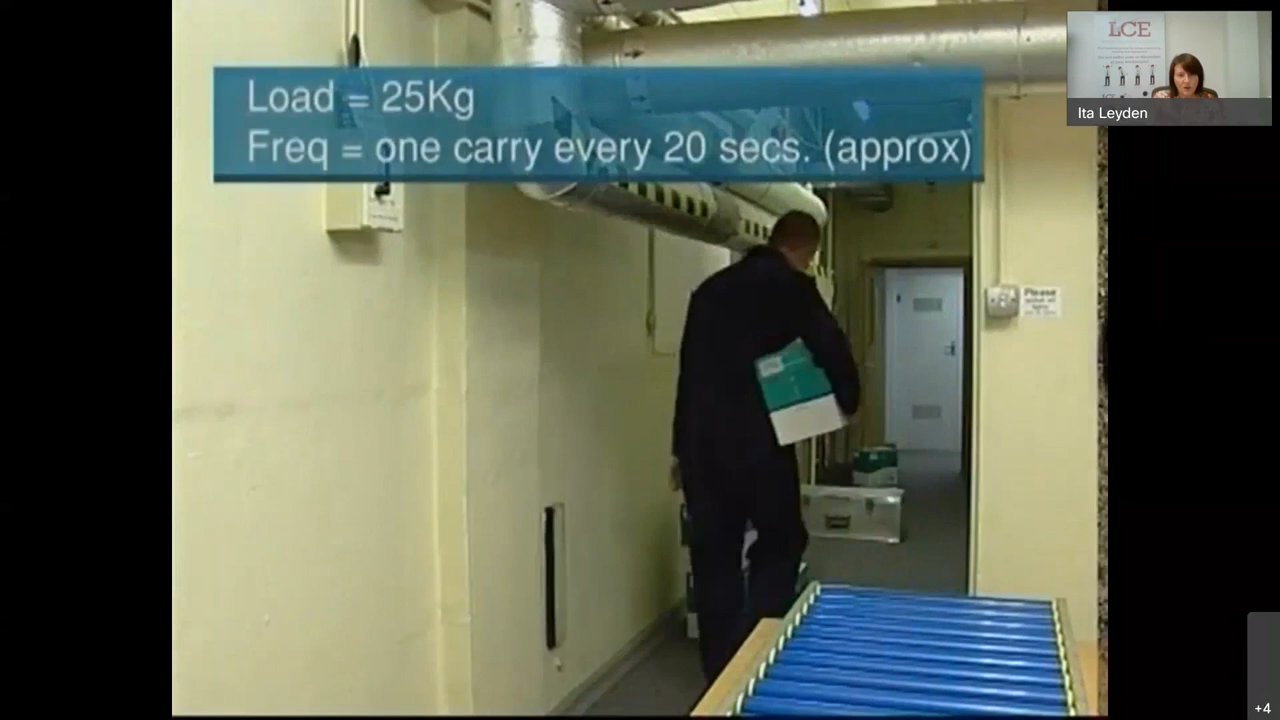 Load = 25Kg
Freq = one carry every 20 secs. (approx)
LCE
Ita Leyden
Please
+4